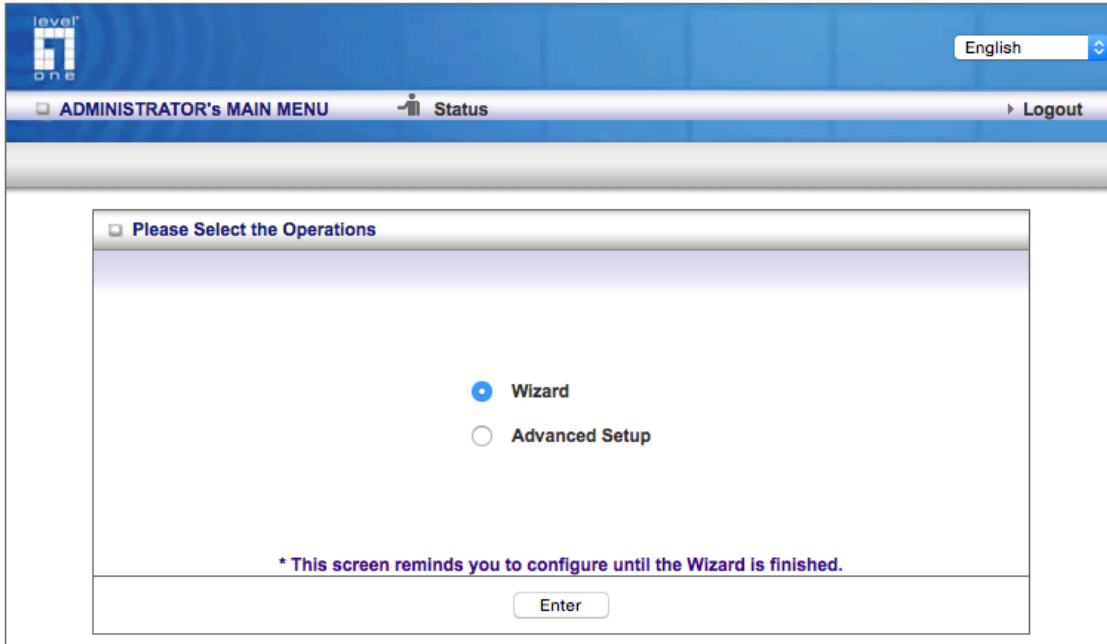 level
one
English
ADMINISTRATOR's MAIN MENU Status Logout
Please Select the Operations
Wizard
Advanced Setup
* This screen reminds you to configure until the Wizard is finished.
Enter